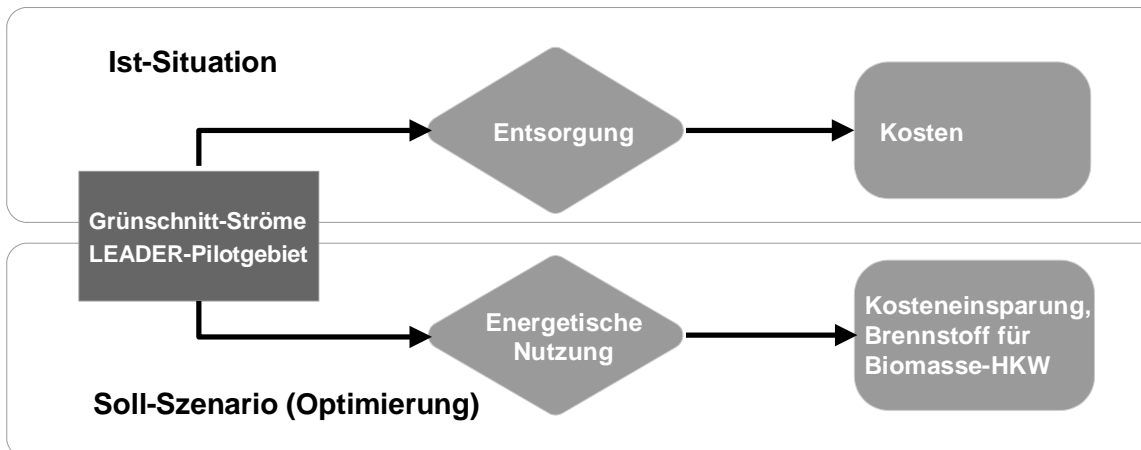 Ist-Situation
Entsorgung
Kosten
Grünschnitt-Ströme
LEADER-Pilotgebiet
Energetische
Nutzung
Kosteneinsparung,
Brennstoff für
Biomasse-HKW
Soll-Szenario (Optimierung)